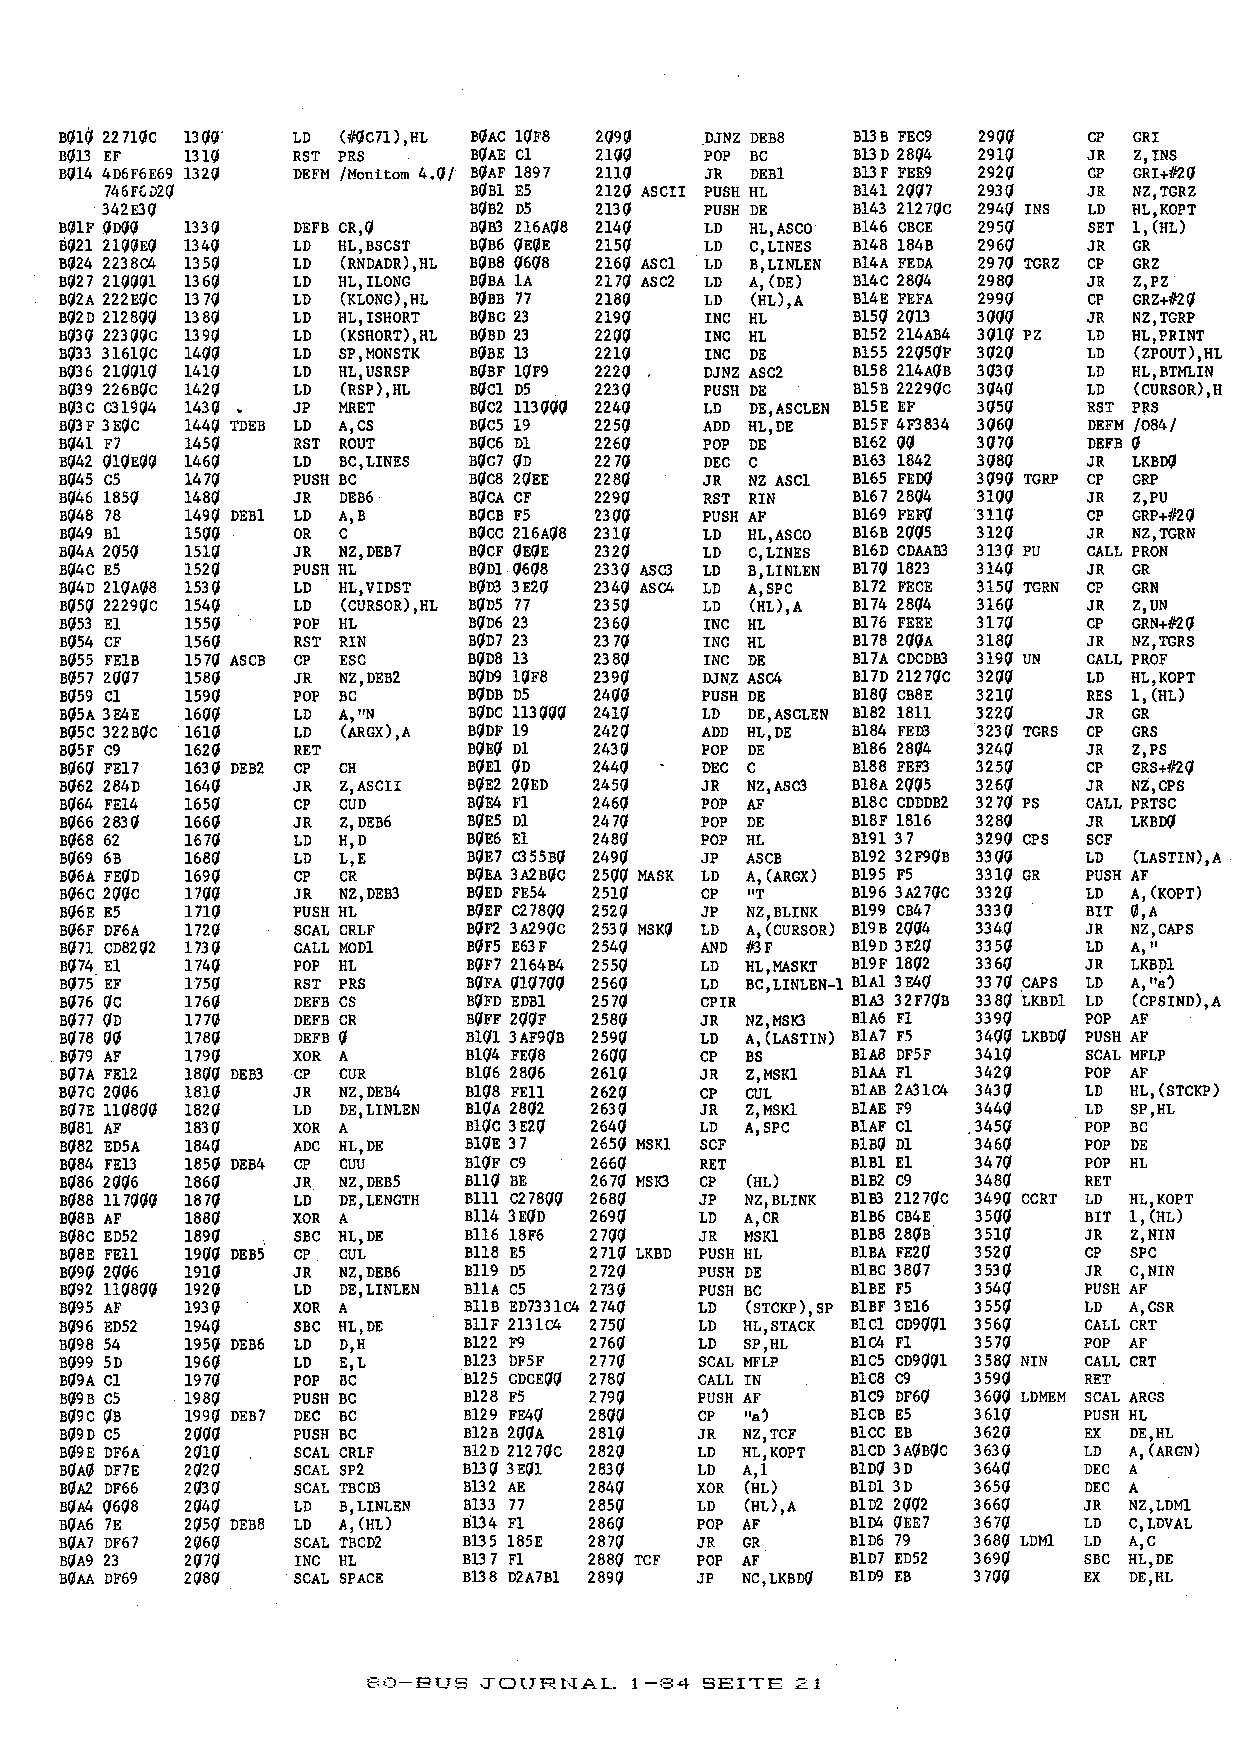 B010 22710C 1300 LD (#0C71),HL
B013 EF 1310 RST PRS
B014 4D6F6E69 1320 DEFM /Monitom 4.0/
746F6D20
342E30
B01F 0D00 1330 DEFB CR,0
B021 2100E0 1340 LD HL,BSCST
B024 2238C4 1350 LD (RNDADR),HL
B027 210001 1360 LD HL,ILONG
B02A 222E0C 1370 LD (KLONG),HL
B02D 212800 1380 LD HL,ISHORT
B030 22300C 1390 LD (KSHORT),HL
B033 31610C 1400 LD SP,MONSTK
B036 210010 1410 LD HL,USRSP
B039 226B0C 1420 LD (RSP),HL
B03C C31904 1430 JP MRET
B03F 3E0C 1440 TDEB LD A,CS
B041 F7 1450 RST ROUT
B042 010E00 1460 LD BC,LINES
B045 C5 1470 PUSH BC
B046 1850 1480 JR DEB6
B048 78 1490 DEB1 LD A,B
B049 B1 1500 OR C
B04A 2050 1510 JR NZ,DEB7
B04C E5 1520 PUSH HL
B04D 210A08 1530 LD HL,VIDST
B050 22290C 1540 LD (CURSOR),HL
B053 E1 1550 POP HL
B054 CF 1560 RST RIN
B055 FE1B 1570 ASCB CP ESC
B057 2007 1580 JR NZ,DEB2
B059 C1 1590 POP BC
B05A 3E4E 1600 LD A,"N
B05C 322B0C 1610 LD (ARGX),A
B05F C9 1620 RET
B060 FE17 1630 DEB2 CP CH
B062 284D 1640 JR Z,ASCII
B064 FE14 1650 CP CUD
B066 2830 1660 JR Z,DEB6
B068 62 1670 LD H,D
B069 6B 1680 LD L,E
B06A FE0D 1690 CP CR
B06C 200C 1700 JR NZ,DEB3
B06E E5 1710 PUSH HL
B06F DF6A 1720 SCAL CRLF
B071 CD8202 1730 CALL MOD1
B074 E1 1740 POP HL
B075 EF 1750 RST PRS
B076 0C 1760 DEFB CS
B077 0D 1770 DEFB CR
B078 00 1780 DEFB 0
B079 AF 1790 XOR A
B07A FE12 1800 DEB3 CP CUR
B07C 2006 1810 JR NZ,DEB4
B07E 110800 1820 LD DE,LINLEN
B081 AF 1830 XOR A
B082 ED5A 1840 ADC HL,DE
B084 FE13 1850 DEB4 CP CUU
B086 2006 1860 JR NZ,DEB5
B088 117000 1870 LD DE,LENGTH
B08B AF 1880 XOR A
B08C ED52 1890 SBC HL,DE
B08E FE11 1900 DEB5 CP CUL
B090 2006 1910 JR NZ,DEB6
B092 110800 1920 LD DE,LINLEN
B095 AF 1930 XOR A
B096 ED52 1940 SBC HL,DE
B098 54 1950 DEB6 LD D,H
B099 5D 1960 LD E,L
B09A C1 1970 POP BC
B09B C5 1980 PUSH BC
B09C 0B 1990 DEB7 DEC BC
B09D C5 2000 PUSH BC
B09E DF6A 2010 SCAL CRLF
B0A0 DF7E 2020 SCAL SP2
B0A2 DF66 2030 SCAL TBCD3
B0A4 0608 2040 LD B,LINLEN
B0A6 7E 2050 DEB8 LD A,(HL)
B0A7 DF67 2060 SCAL TBCD2
B0A9 23 2070 INC HL
B0AA DF69 2080 SCAL SPACE
B0AC 10F8 2090 DJNZ DEB8
B0AE C1 2100 POP BC
B0AF 1897 2110 JR DEB1
B0B1 E5 2120 ASCII PUSH HL
B0B2 D5 2130 PUSH DE
B0B3 216A08 2140 LD HL,ASCO
B0B6 0E0E 2150 LD C,LINES
B0B8 0608 2160 ASC1 LD B,LINLEN
B0BA 1A 2170 ASC2 LD A,(DE)
B0BB 77 2180 LD (HL),A
B0BC 23 2190 INC HL
B0BD 23 2200 INC HL
B0BE 13 2210 INC DE
B0BF 10F9 2220 DJNZ ASC2
B0C1 D5 2230 PUSH DE
B0C2 113000 2240 LD DE,ASCLEN
B0C5 19 2250 ADD HL,DE
B0C6 D1 2260 POP DE
B0C7 0D 2270 DEC C
B0C8 20EE 2280 JR NZ ASC1
B0CA CF 2290 RST RIN
B0CB F5 2300 PUSH AF
B0CC 216A08 2310 LD HL,ASCO
B0CF 0E0E 2320 LD C,LINES
B0D1 0608 2330 ASC3 LD B,LINLEN
B0D3 3E20 2340 ASC4 LD A,SPC
B0D5 77 2350 LD (HL),A
B0D6 23 2360 INC HL
B0D7 23 2370 INC HL
B0D8 13 2380 INC DE
B0D9 10F8 2390 DJNZ ASC4
B0DB D5 2400 PUSH DE
B0DC 113000 2410 LD DE,ASCLEN
B0DF 19 2420 ADD HL,DE
B0E0 D1 2430 POP DE
B0E1 0D 2440 DEC C
B0E2 20ED 2450 JR NZ,ASC3
B0E4 F1 2460 POP AF
B0E5 D1 2470 POP DE
B0E6 E1 2480 POP HL
B0E7 C355B0 2490 JP ASCB
B0EA 3A2B0C 2500 MASK LD A,(ARGX)
B0ED FE54 2510 CP "T
B0EF C27800 2520 JP NZ,BLINK
B0F2 3A290C 2530 MSK0 LD A,(CURSOR)
B0F5 E63F 2540 AND #3F
B0F7 2164B4 2550 LD HL,MASKT
B0FA 010700 2560 LD BC,LINLEN-1
B0FD EDB1 2570 CPIR
B0FF 200F 2580 JR NZ,MSK3
B101 3AF90B 2590 LD A,(LASTIN)
B104 FE08 2600 CP BS
B106 2806 2610 JR Z,MSK1
B108 FE11 2620 CP CUL
B10A 2802 2630 JR Z,MSK1
B10C 3E20 2640 LD A,SPC
B10E 37 2650 MSK1 SCF
B10F C9 2660 RET
B110 BE 2670 MSK3 CP (HL)
B111 C27800 2680 JP NZ,BLINK
B114 3E0D 2690 LD A,CR
B116 18F6 2700 JR MSK1
B118 E5 2710 LKBD PUSH HL
B119 D5 2720 PUSH DE
B11A C5 2730 PUSH BC
B11B ED7331C4 2740 LD (STCKP),SP
B11F 2131C4 2750 LD HL,STACK
B122 F9 2760 LD SP,HL
B123 DF5F 2770 SCAL MFLP
B125 CDCE00 2780 CALL IN
B128 F5 2790 PUSH AF
B129 FE40 2800 CP "@
B12B 200A 2810 JR NZ,TCF
B12D 21270C 2820 LD HL,KOPT
B130 3E01 2830 LD A,1
B132 AE 2840 XOR (HL)
B133 77 2850 LD (HL),A
B134 F1 2860 POP AF
B135 185E 2870 JR GR
B137 F1 2880 TCF POP AF
B138 D2A7B1 2890 JP NC,LKBD0
B13B FEC9 2900 CP GRI
B13D 2804 2910 JR Z,INS
B13F FEE9 2920 CP GRI+#20
B141 2007 2930 JR NZ,TGRZ
B143 21270C 2940 INS LD HL,KOPT
B146 CBCE 2950 SET 1,(HL)
B148 184B 2960 JR GR
B14A FEDA 2970 TGRZ CP GRZ
B14C 2804 2980 JR Z,PZ
B14E FEFA 2990 CP GRZ+#20
B150 2013 3000 JR NZ,TGRP
B152 214AB4 3010 PZ LD HL,PRINT
B155 22050F 3020 LD (ZPOUT),HL
B158 214A0B 3030 LD HL,BTMLIN
B15B 22290C 3040 LD (CURSOR),H
B15E EF 3050 RST PRS
B15F 4F3834 3060 DEFM /O84/
B162 00 3070 DEFB 0
B163 1842 3080 JR LKBD0
B165 FED0 3090 TGRP CP GRP
B167 2804 3100 JR Z,PU
B169 FEF0 3110 CP GRP+#20
B16B 2005 3120 JR NZ,TGRN
B16D CDAAB3 3130 PU CALL PRON
B170 1823 3140 JR GR
B172 FECE 3150 TGRN CP GRN
B174 2804 3160 JR Z,UN
B176 FEEE 3170 CP GRN+#20
B178 200A 3180 JR NZ,TGRS
B17A CDCDB3 3190 UN CALL PROF
B17D 21270C 3200 LD HL,KOPT
B180 CB8E 3210 RES 1,(HL)
B182 1811 3220 JR GR
B184 FED3 3230 TGRS CP GRS
B186 2804 3240 JR Z,PS
B188 FEF3 3250 CP GRS+#20
B18A 2005 3260 JR NZ,CPS
B18C CDDDB2 3270 PS CALL PRTSC
B18F 1816 3280 JR LKBD0
B191 37 3290 CPS SCF
B192 32F90B 3300 LD (LASTIN),A
B195 F5 3310 GR PUSH AF
B196 3A270C 3320 LD A,(KOPT)
B199 CB47 3330 BIT 0,A
B19B 2004 3340 JR NZ,CAPS
B19D 3E20 3350 LD A,"
B19F 1802 3360 JR LKBD1
B1A1 3E40 3370 CAPS LD A,"@
B1A3 32F70B 3380 LKBD1 LD (CPSIND),A
B1A6 F1 3390 POP AF
B1A7 F5 3400 LKBD0 PUSH AF
B1A8 DF5F 3410 SCAL MFLP
B1AA F1 3420 POP AF
B1AB 2A31C4 3430 LD HL,(STCKP)
B1AE F9 3440 LD SP,HL
B1AF C1 3450 POP BC
B1B0 D1 3460 POP DE
B1B1 E1 3470 POP HL
B1B2 C9 3480 RET
B1B3 21270C 3490 CCRT LD HL,KOPT
B1B6 CB4E 3500 BIT 1,(HL)
B1B8 280B 3510 JR Z,NIN
B1BA FE20 3520 CP SPC
B1BC 3807 3530 JR C,NIN
B1BE F5 3540 PUSH AF
B1BF 3E16 3550 LD A,CSR
B1C1 CD9001 3560 CALL CRT
B1C4 F1 3570 POP AF
B1C5 CD9001 3580 NIN CALL CRT
B1C8 C9 3590 RET
B1C9 DF60 3600 LDMEM SCAL ARGS
B1CB E5 3610 PUSH HL
B1CC EB 3620 EX DE,HL
B1CD 3A0B0C 3630 LD A,(ARGN)
B1D0 3D 3640 DEC A
B1D1 3D 3650 DEC A
B1D2 2002 3660 JR NZ,LDM1
B1D4 0EE7 3670 LD C,LDVAL
B1D6 79 3680 LDM1 LD A,C
B1D7 ED52 3690 SBC HL,DE
B1D9 EB 3700 EX DE,HL
80-BUS JOURNAL 1-84 SEITE 21